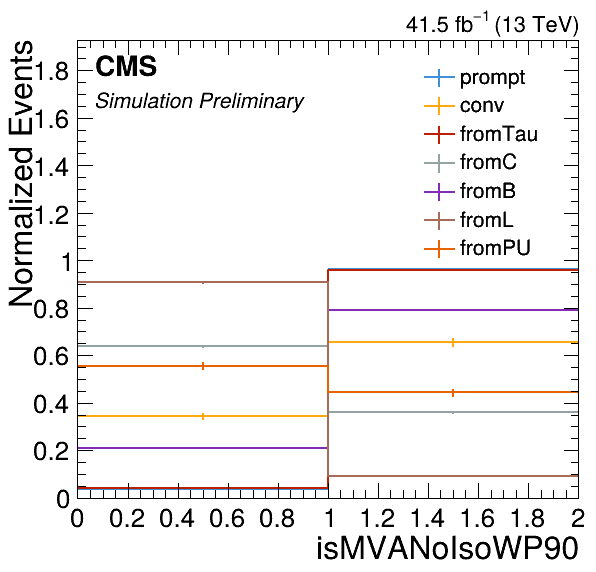 41.5 fb⁻¹ (13 TeV)
CMS
Simulation Preliminary
prompt
conv
fromTau
fromC
fromB
fromL
fromPU
Normalized Events
1.8
1.6
1.4
1.2
1
0.8
0.6
0.4
0.2
0
0 0.2 0.4 0.6 0.8 1 1.2 1.4 1.6 1.8 2
isMVANoIsoWP90